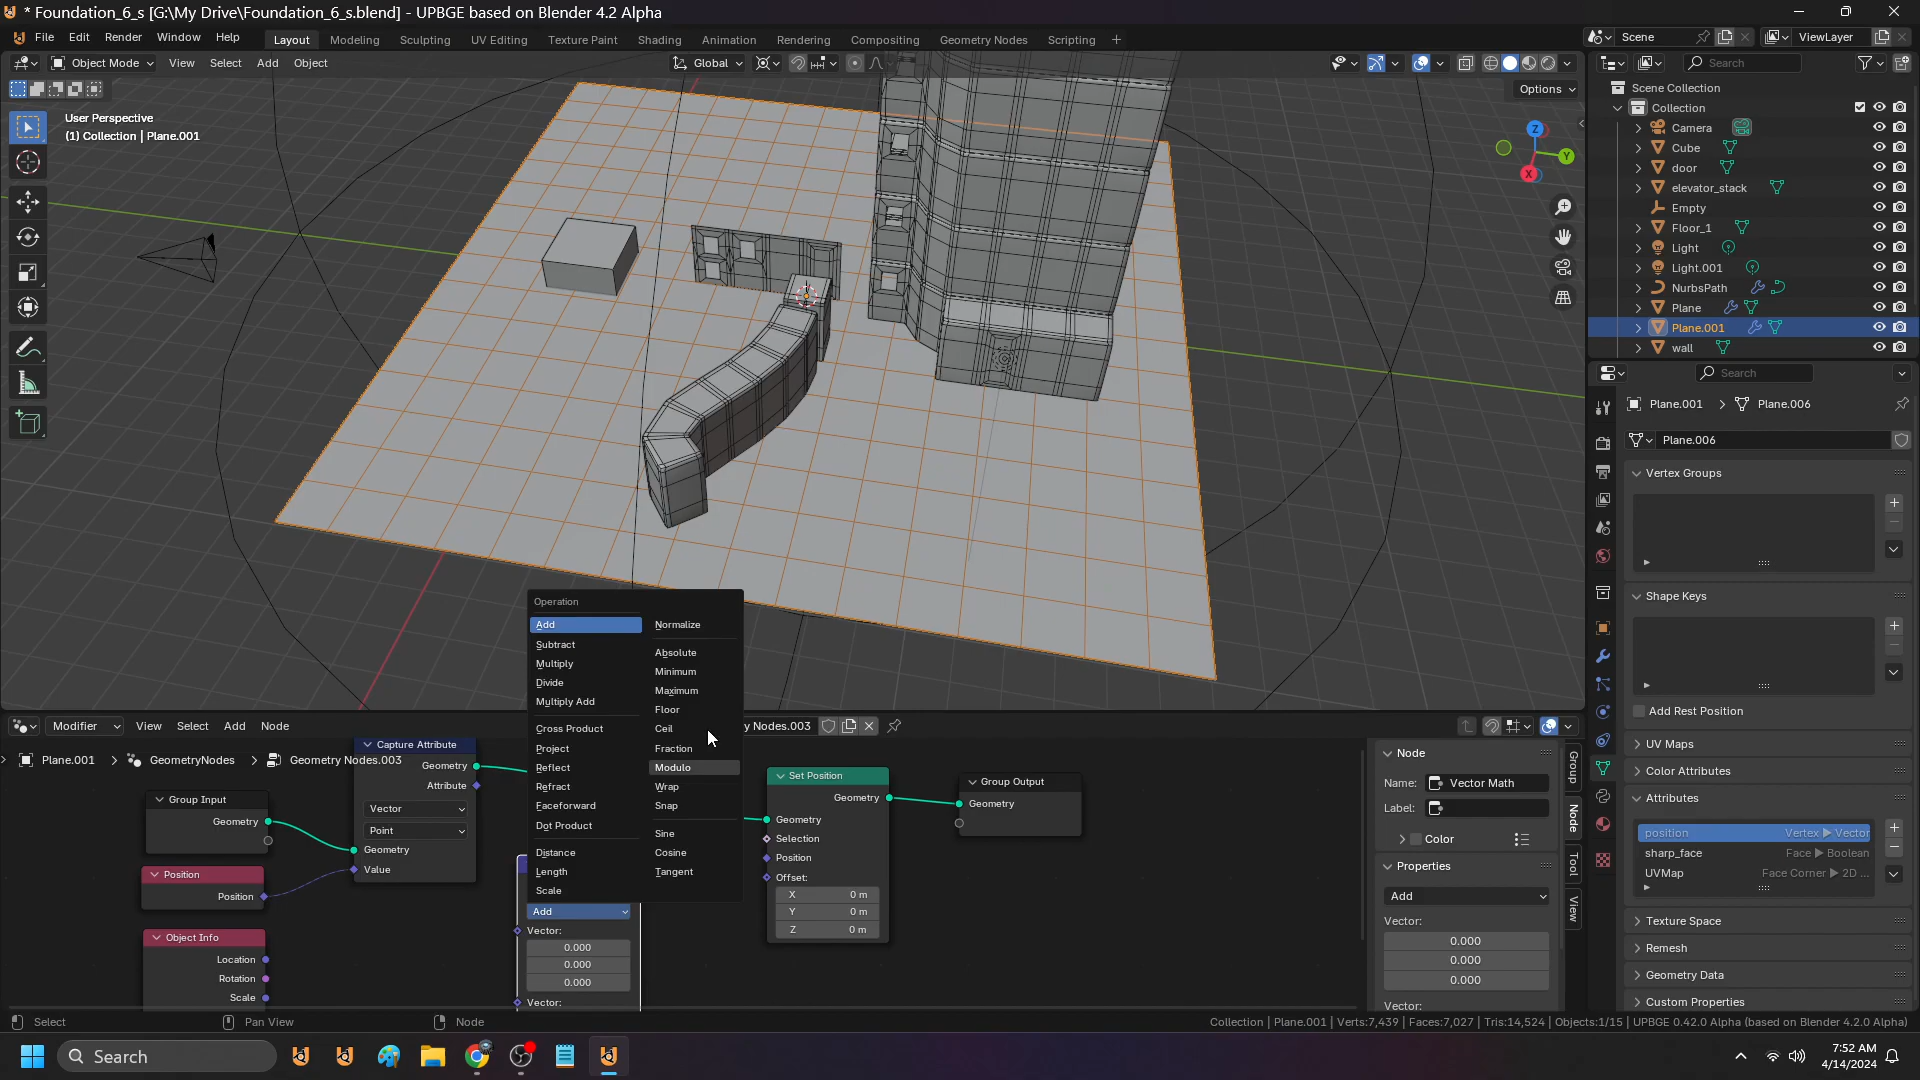 * Foundation_6_s [G:\My Drive\Foundation_6_s.blend] - UPBGE based on Blender 4.2 Alpha
File Edit Render Window Help Layout Modeling Sculpting UV Editing Texture Paint Shading Animation Rendering Compositing Geometry Nodes Scripting + Scene ViewLayer
Object Mode View Select Add Object Global Search
Options
User Perspective
(1) Collection | Plane.001
Z
Y
X
Scene Collection
Collection
Camera
Cube
door
elevator_stack
Empty
Floor_1
Light
Light.001
NurbsPath
Plane
Plane.001
wall
Search
Plane.001 > Plane.006
Plane.006
Vertex Groups
Shape Keys
Add Rest Position
UV Maps
Color Attributes
Attributes
position Vertex ▶ Vector
sharp_face Face ▶ Boolean
UVMap Face Corner ▶ 2D ...
Texture Space
Remesh
Geometry Data
Custom Properties
Operation
Add
Subtract
Multiply
Divide
Multiply Add
Cross Product
Project
Reflect
Refract
Faceforward
Dot Product
Distance
Length
Scale
Normalize
Absolute
Minimum
Maximum
Floor
Ceil
Fraction
Modulo
Wrap
Snap
Sine
Cosine
Tangent
Modifier View Select Add Node y Nodes.003
Plane.001 > GeometryNodes > Geometry Nodes.003
Capture Attribute
Geometry
Attribute
Vector
Point
Geometry
Value
Group Input
Geometry
Position
Position
Object Info
Location
Rotation
Scale
Add
Vector:
0.000
0.000
0.000
Vector:
Set Position
Geometry
Geometry
Selection
Position
Offset:
X 0 m
Y 0 m
Z 0 m
Group Output
Geometry
Node
Name: Vector Math
Label:
Color
Properties
Add
Vector:
0.000
0.000
0.000
Vector:
Group
Node
Tool
View
Select Pan View Node Collection | Plane.001 | Verts:7,439 | Faces:7,027 | Tris:14,524 | Objects:1/15 | UPBGE 0.42.0 Alpha (based on Blender 4.2.0 Alpha)
Search
7:52 AM
4/14/2024